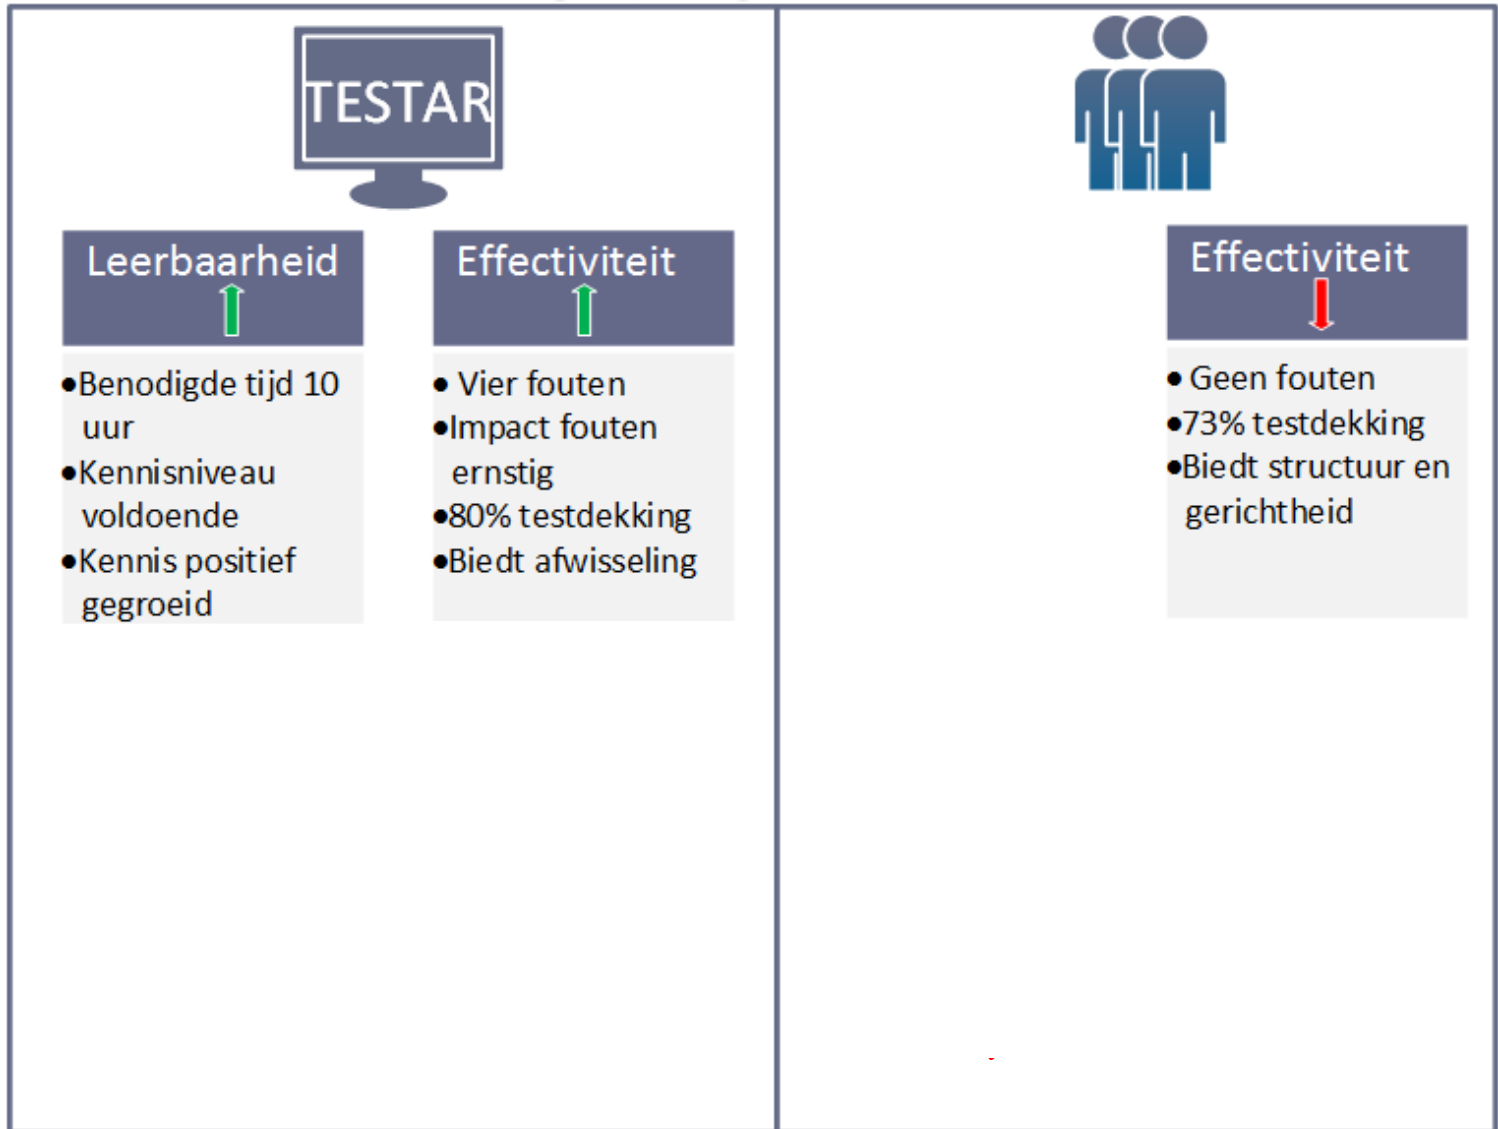 TESTAR
Leerbaarheid
•Benodigde tijd 10
uur
•Kennisniveau
voldoende
•Kennis positief
gegroeid
Effectiviteit
• Vier fouten
•Impact fouten
ernstig
•80% testdekking
•Biedt afwisseling
Effectiviteit
• Geen fouten
•73% testdekking
•Biedt structuur en
gerichtheid